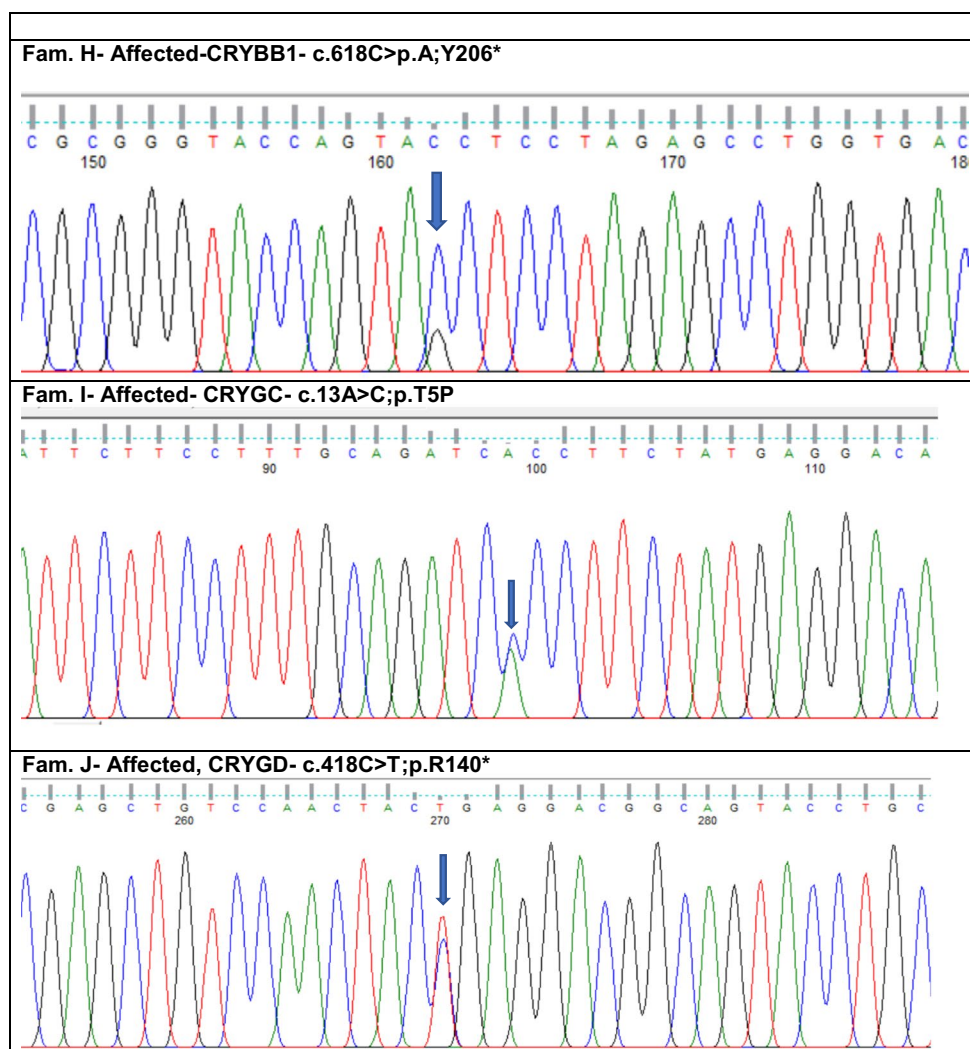 Fam. H- Affected-CRYBB1- c.618C>p.A;Y206*
C G C G G G T A C C A G T A C C T C C T A G A G C C T G G T G A C
150 160 170 180
Fam. I- Affected- CRYGC- c.13A>C;p.T5P
A T T C T T C C T T T G C A G A T C A C C T T C T A T G A G G A C A
90 100 110
Fam. J- Affected, CRYGD- c.418C>T;p.R140*
C G A G C T G T C C A A C T A C T G A G G A C G G C A G T A C C T G C
260 270 280